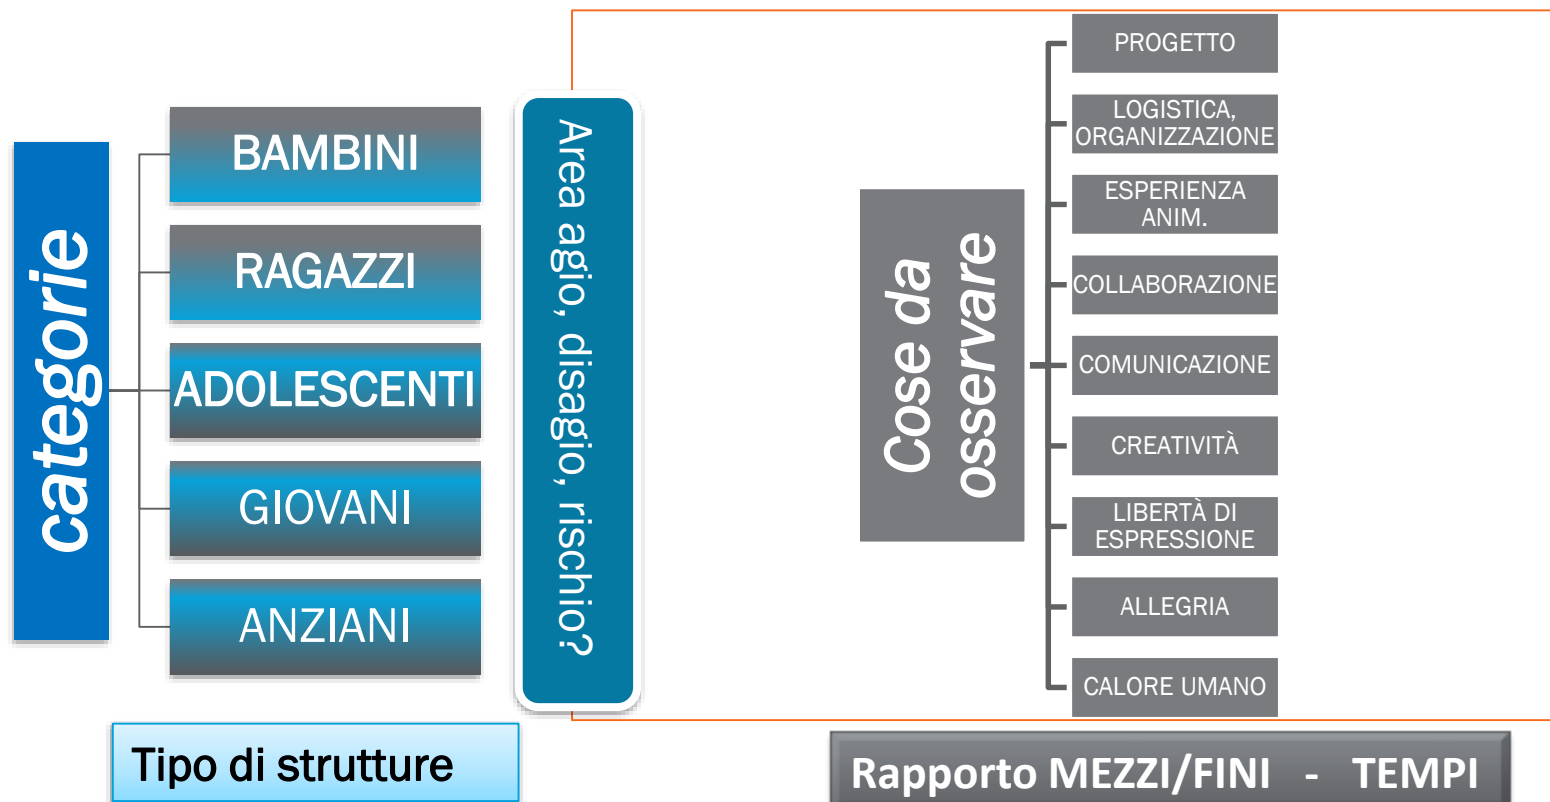 categorie
BAMBINI
RAGAZZI
ADOLESCENTI
GIOVANI
ANZIANI
Area agio, disagio, rischio?
Cose da
osservare
PROGETTO
LOGISTICA,
ORGANIZZAZIONE
ESPERIENZA
ANIM.
COLLABORAZIONE
COMUNICAZIONE
CREATIVITÀ
LIBERTÀ DI
ESPRESSIONE
ALLEGRIA
CALORE UMANO
Tipo di strutture
Rapporto MEZZI/FINI - TEMPI